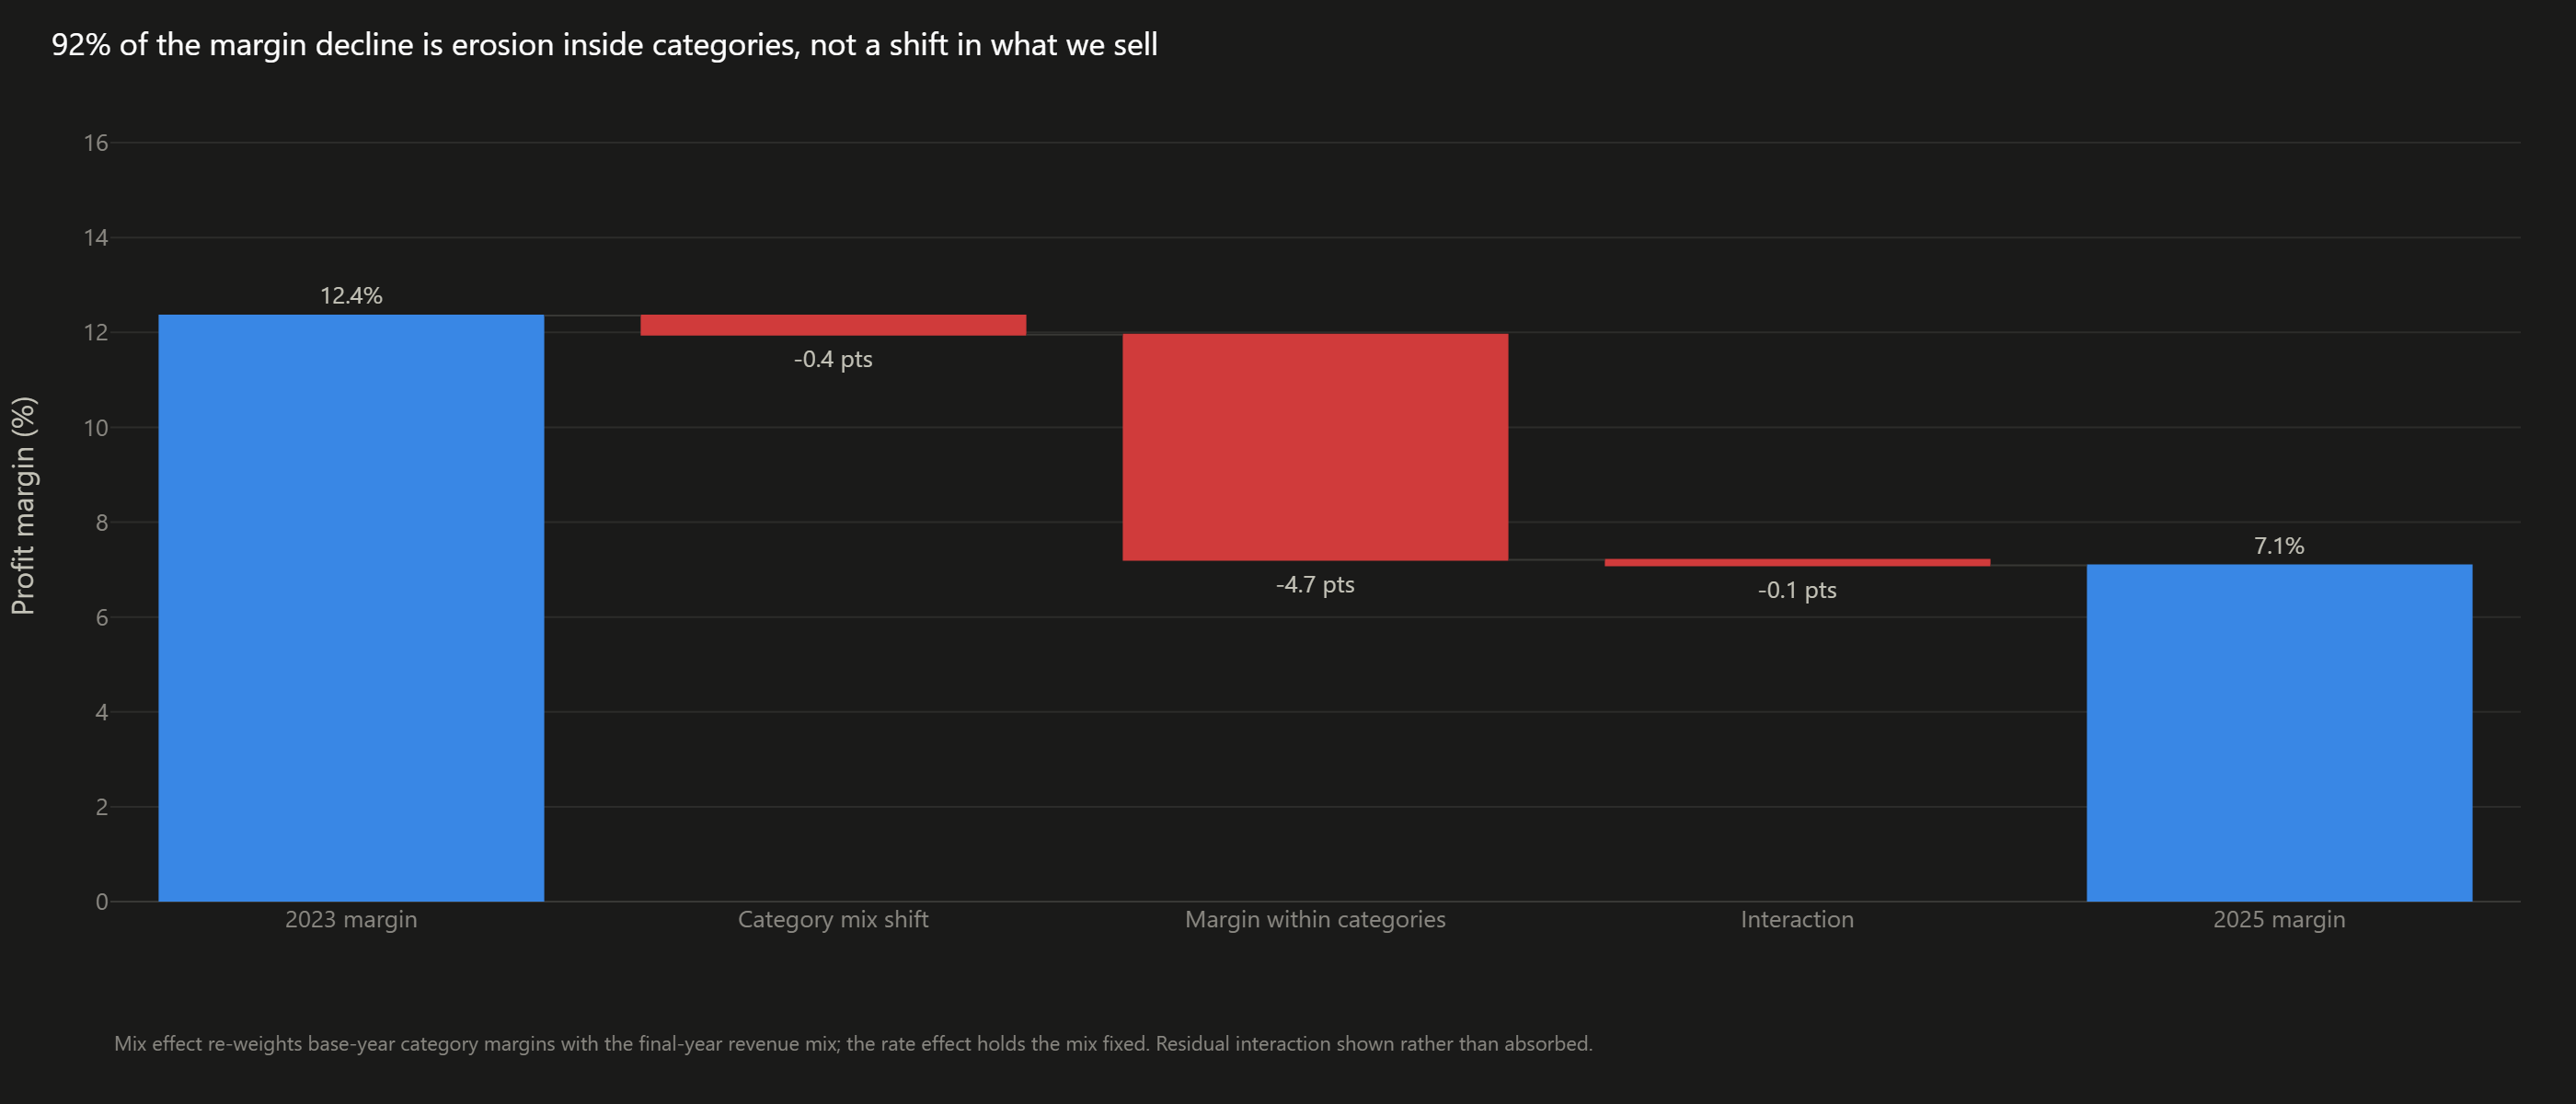 92% of the margin decline is erosion inside categories, not a shift in what we sell
Profit margin (%)
16
14
12
10
8
6
4
2
0
12.4%
-0.4 pts
-4.7 pts
-0.1 pts
7.1%
2023 margin
Category mix shift
Margin within categories
Interaction
2025 margin
Mix effect re-weights base-year category margins with the final-year revenue mix; the rate effect holds the mix fixed. Residual interaction shown rather than absorbed.